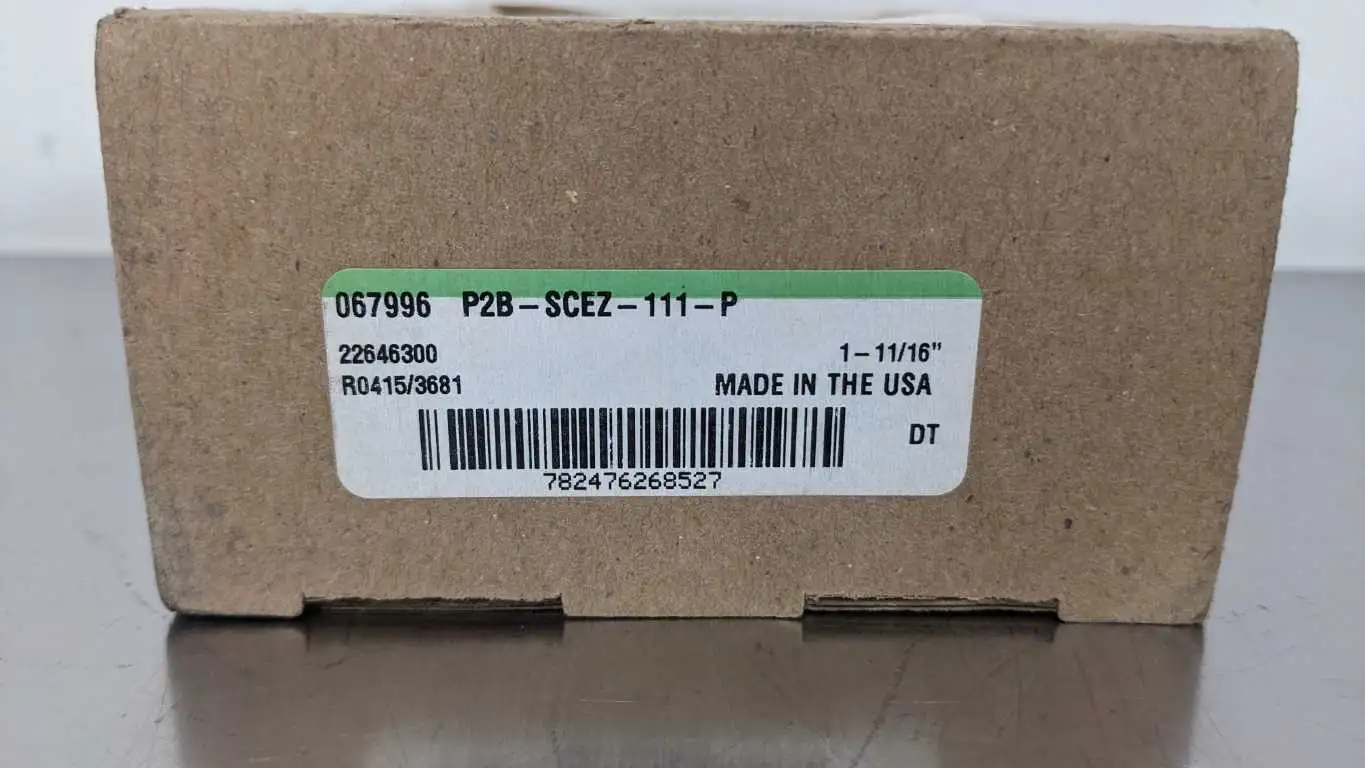 067996 P2B-SCEZ-111-P
22646300 1-11/16"
R0415/3681 MADE IN THE USA
DT
782476268527